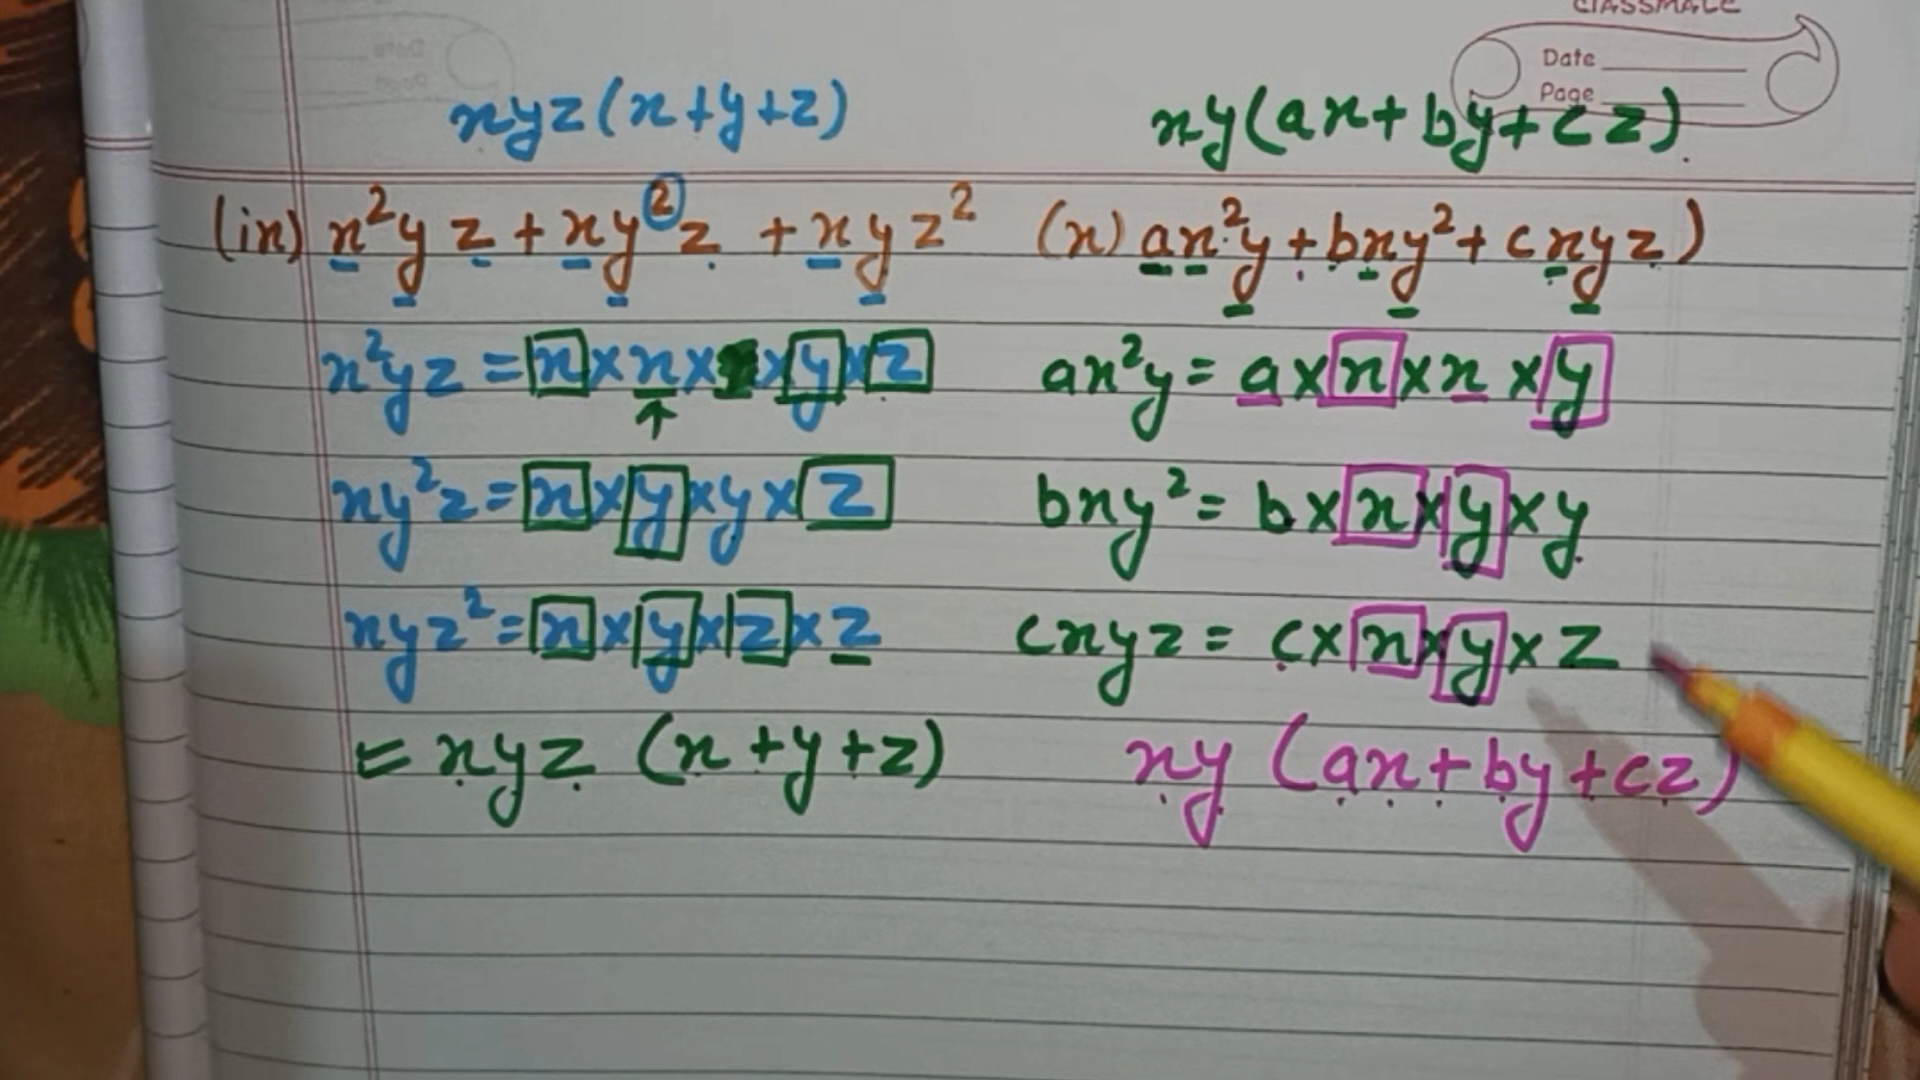 CLASSMATE
Date
Page
xyz(x+y+z)
xy(ax+by+cz)
(ix) x²yz+xy²z +xyz²
(x) ax²y+bxy²+cxyz)
x²yz = x×x× ×y×z
ax²y = a×x×x×y
xy²z = x×y×y×z
bxy² = b×x×y×y
xyz² = x×y×z×z
cxyz = c×x×y×z
= xyz (x+y+z)
xy (ax+by+cz)